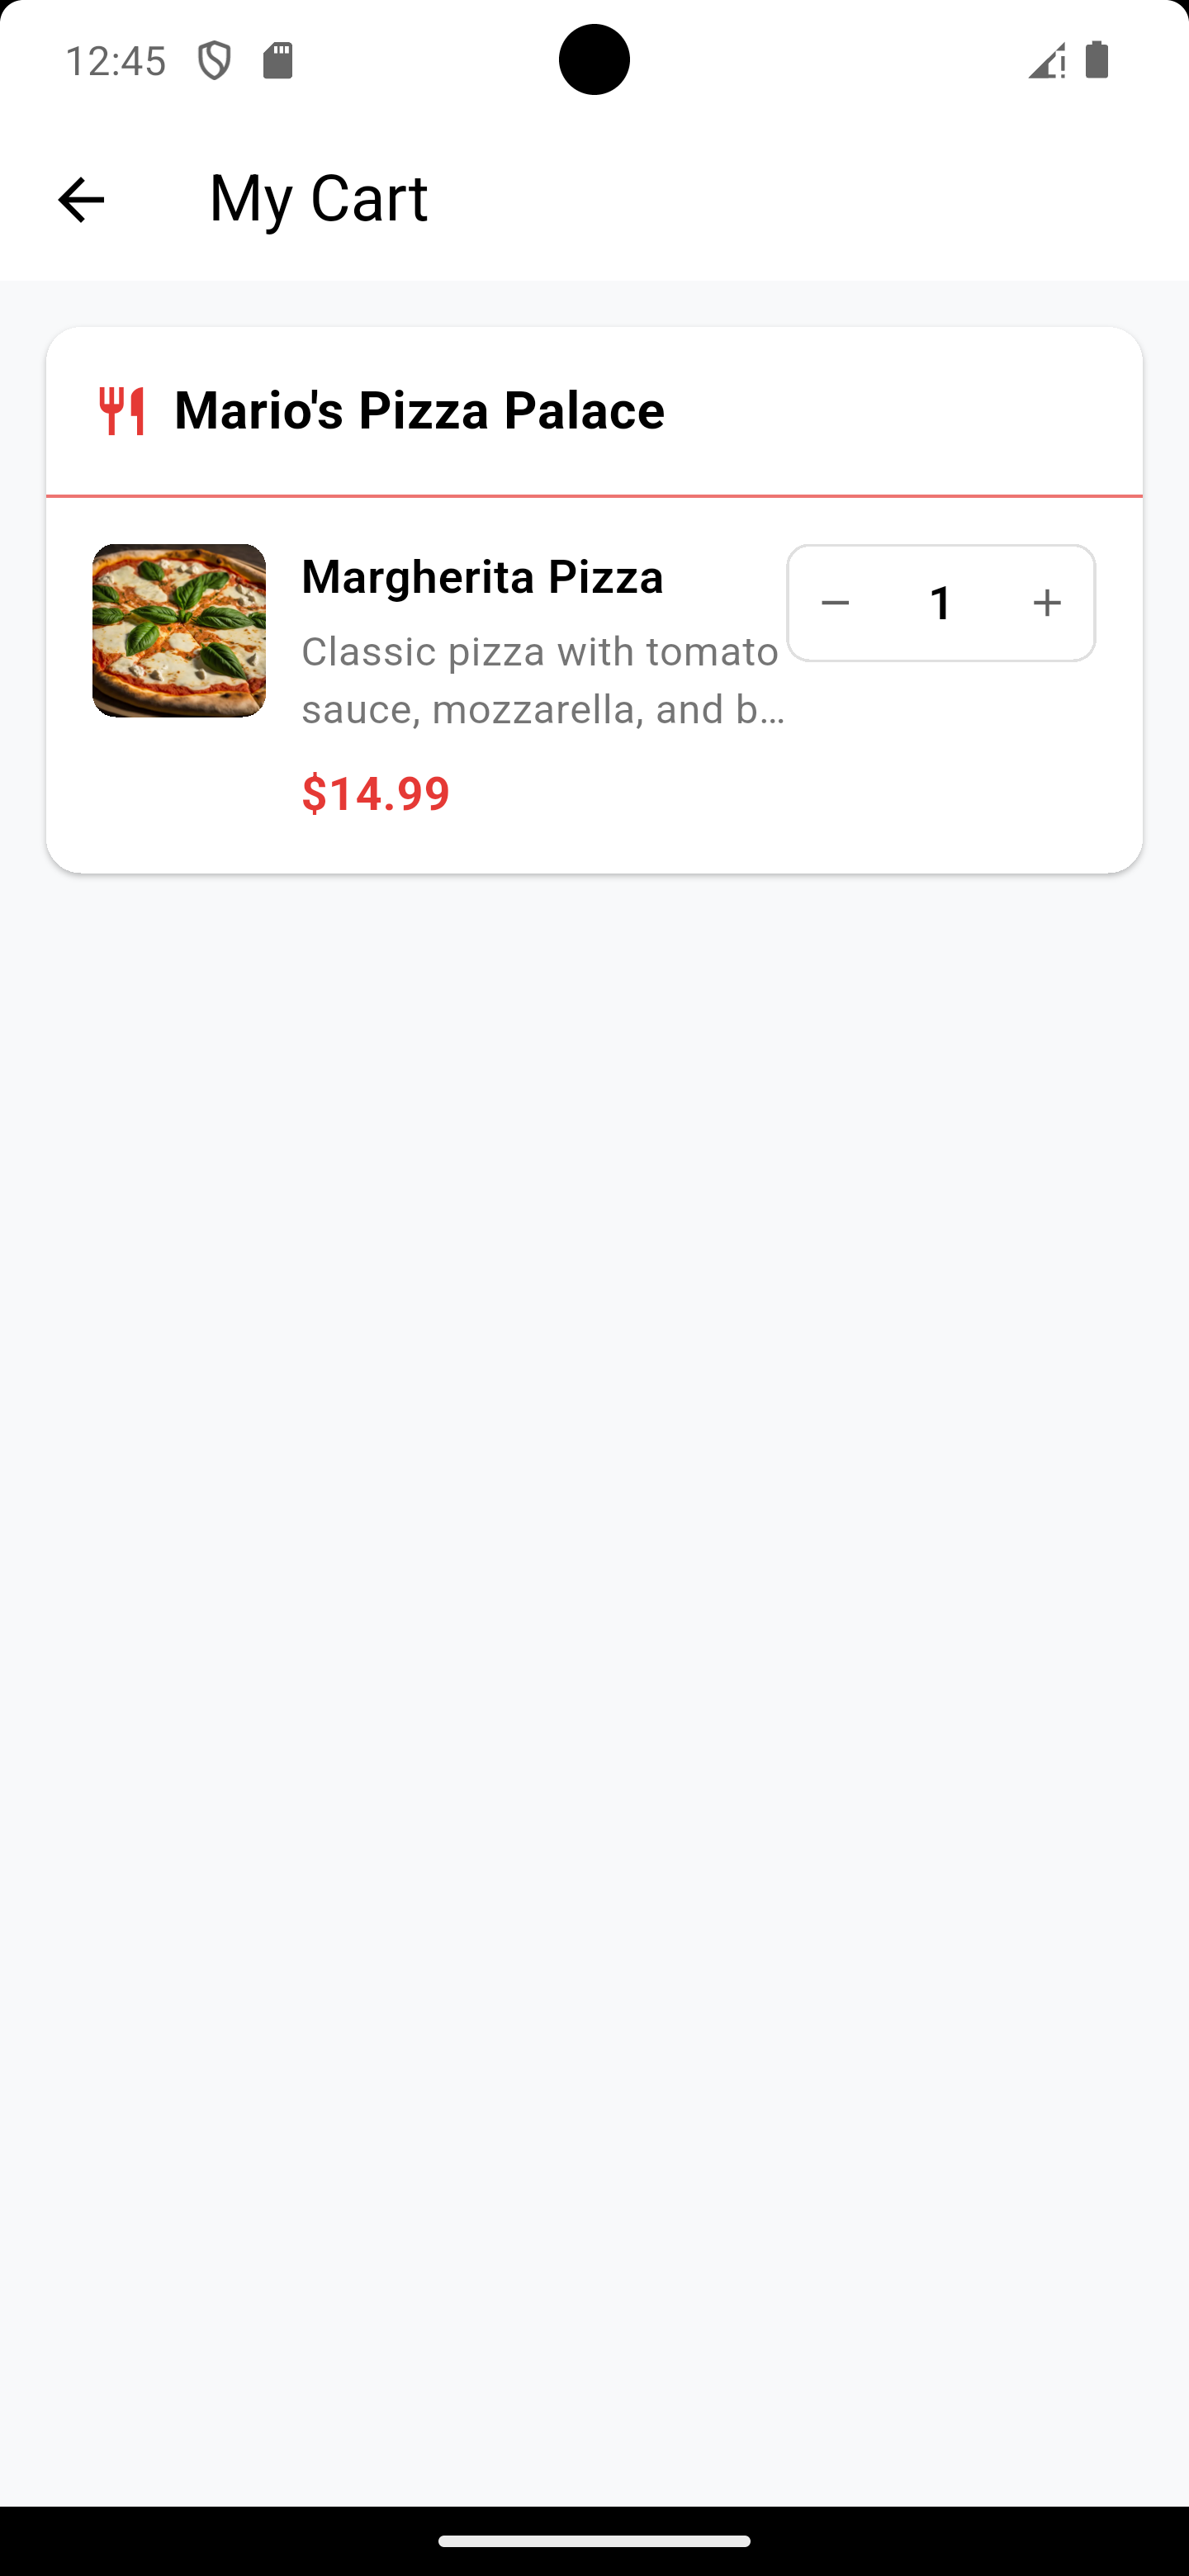 12:45
My Cart
Mario's Pizza Palace
Margherita Pizza
1
Classic pizza with tomato
sauce, mozzarella, and b…
$14.99